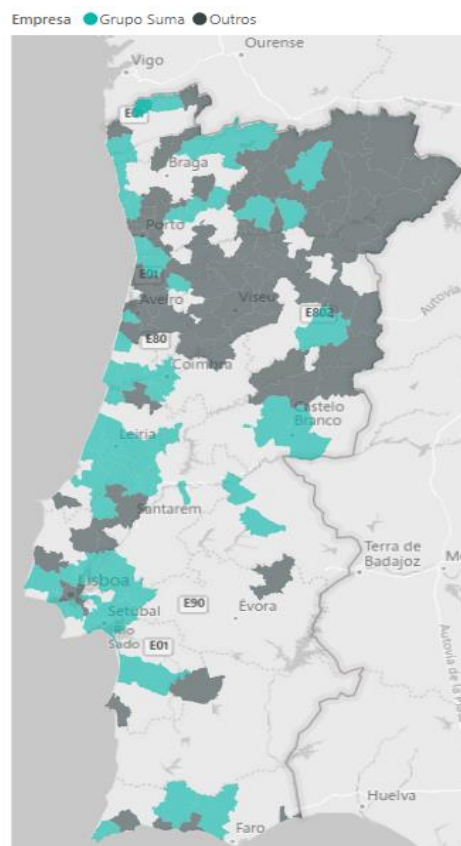 Empresa Grupo Suma Outros
Vigo
Ourense
Braga
Porto
E01
Aveiro
Viseu
E802
E80
Coimbra
Castelo
Branco
Leiria
Santarem
Terra de
Badajoz
Lisboa
E90
Évora
Setubal
Rio
Sado
E01
Huelva
Faro